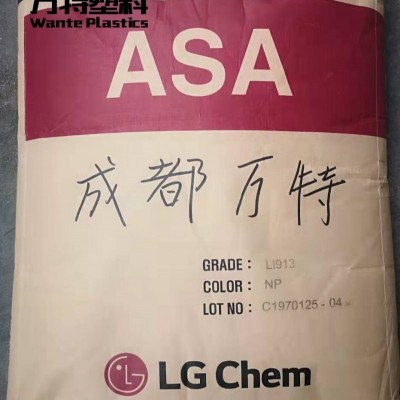 万特塑料
Wante Plastics
ASA
成都万特
GRADE: LI913
COLOR: NP
LOT NO: C1970125-04
LG Chem